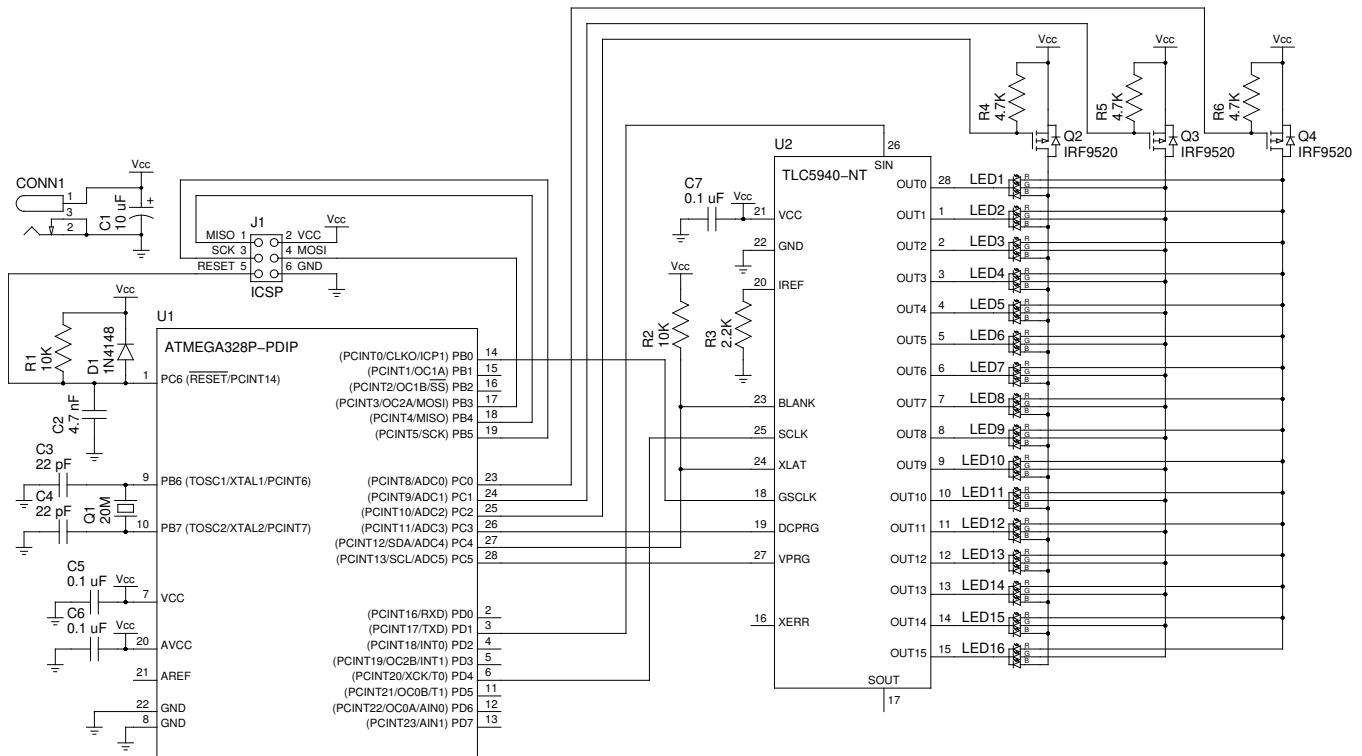 Vcc
Vcc
Vcc
R4
4.7K
R5
4.7K
R6
4.7K
Q2
IRF9520
Q3
IRF9520
Q4
IRF9520
CONN1
1
3
2
Vcc
C1
10 uF
+
J1
Vcc
MISO 1
2 VCC
SCK 3
4 MOSI
RESET 5
6 GND
ICSP
Vcc
R1
10K
D1
1N4148
C2
4.7 nF
C3
22 pF
C4
22 pF
Q1
20M
C5
0.1 uF
Vcc
C6
0.1 uF
Vcc
U1
ATMEGA328P-PDIP
1 PC6 (RESET/PCINT14)
9 PB6 (TOSC1/XTAL1/PCINT6)
10 PB7 (TOSC2/XTAL2/PCINT7)
7 VCC
20 AVCC
21 AREF
22 GND
8 GND
(PCINT0/CLKO/ICP1) PB0 14
(PCINT1/OC1A) PB1 15
(PCINT2/OC1B/SS) PB2 16
(PCINT3/OC2A/MOSI) PB3 17
(PCINT4/MISO) PB4 18
(PCINT5/SCK) PB5 19
(PCINT8/ADC0) PC0 23
(PCINT9/ADC1) PC1 24
(PCINT10/ADC2) PC2 25
(PCINT11/ADC3) PC3 26
(PCINT12/SDA/ADC4) PC4 27
(PCINT13/SCL/ADC5) PC5 28
(PCINT16/RXD) PD0 2
(PCINT17/TXD) PD1 3
(PCINT18/INT0) PD2 4
(PCINT19/OC2B/INT1) PD3 5
(PCINT20/XCK/T0) PD4 6
(PCINT21/OC0B/T1) PD5 11
(PCINT22/OC0A/AIN0) PD6 12
(PCINT23/AIN1) PD7 13
C7
0.1 uF
Vcc
Vcc
R2
10K
R3
2.2K
U2
26
SIN
TLC5940-NT
21 VCC
22 GND
20 IREF
23 BLANK
25 SCLK
24 XLAT
18 GSCLK
19 DCPRG
27 VPRG
16 XERR
SOUT
17
OUT0 28 LED1 R G B
OUT1 1 LED2 R G B
OUT2 2 LED3 R G B
OUT3 3 LED4 R G B
OUT4 4 LED5 R G B
OUT5 5 LED6 R G B
OUT6 6 LED7 R G B
OUT7 7 LED8 R G B
OUT8 8 LED9 R G B
OUT9 9 LED10 R G B
OUT10 10 LED11 R G B
OUT11 11 LED12 R G B
OUT12 12 LED13 R G B
OUT13 13 LED14 R G B
OUT14 14 LED15 R G B
OUT15 15 LED16 R G B